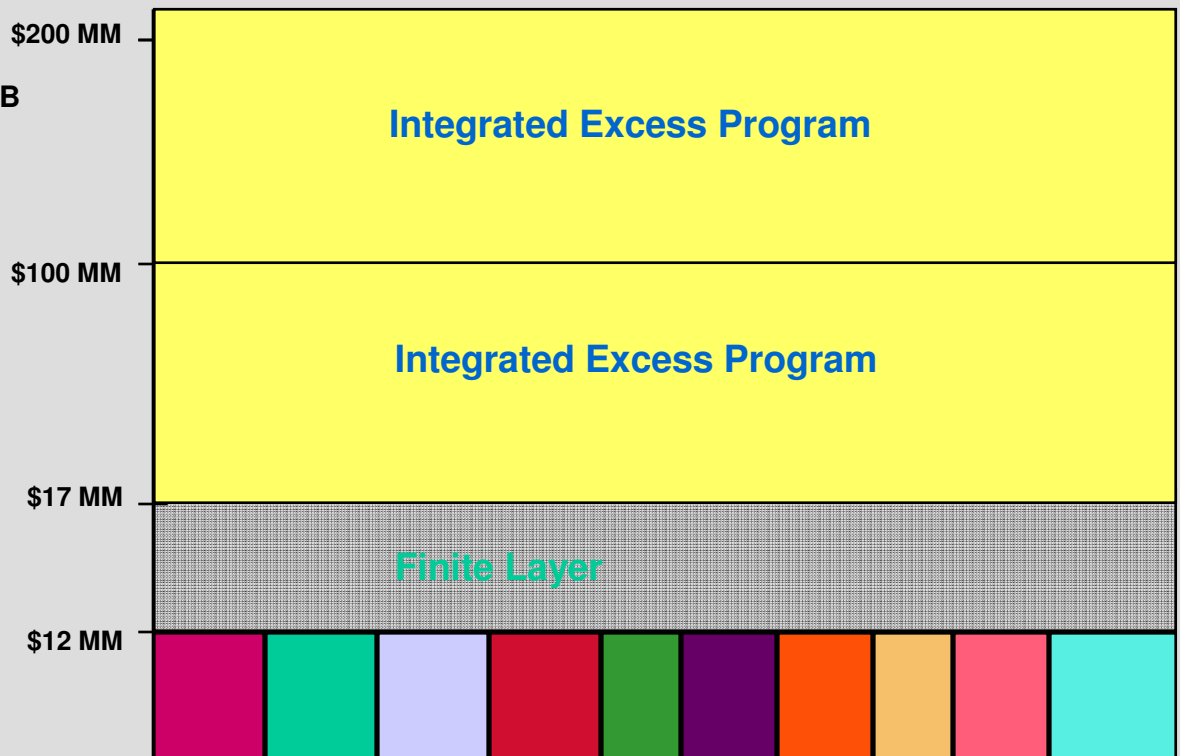 $200 MM
B
Integrated Excess Program
$100 MM
Integrated Excess Program
$17 MM
Finite Layer
$12 MM